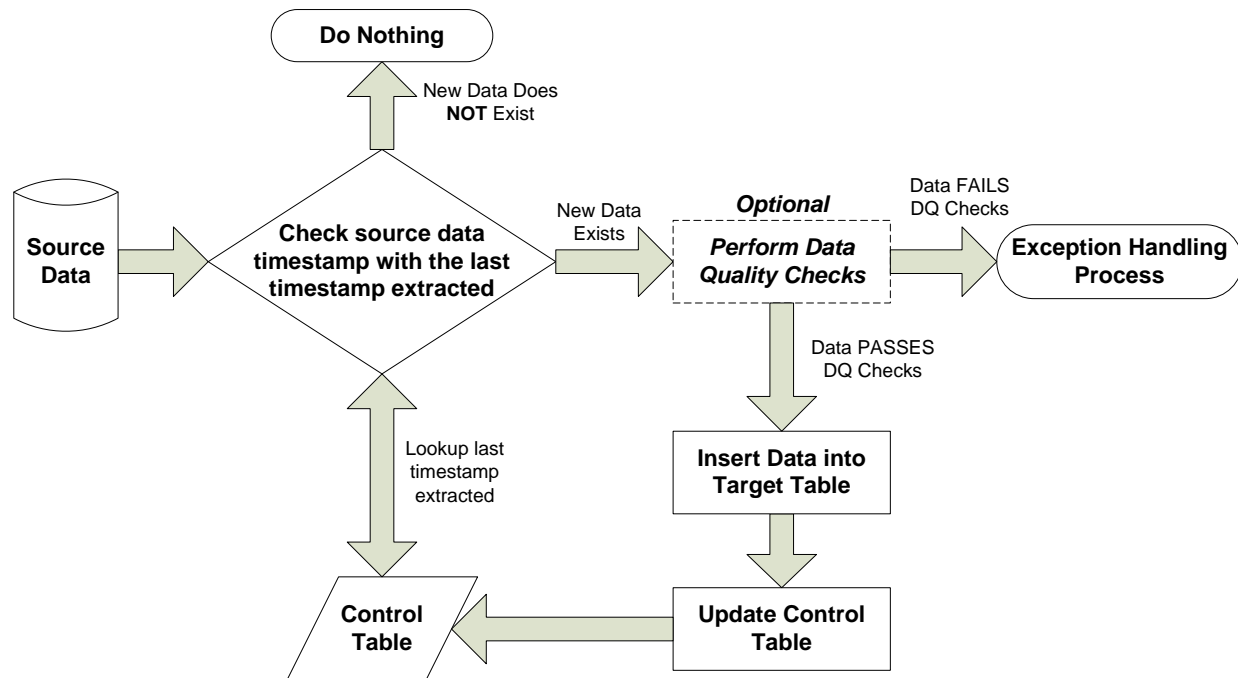 Do Nothing
New Data Does
NOT Exist
Source
Data
Check source data
timestamp with the last
timestamp extracted
New Data
Exists
Optional
Perform Data
Quality Checks
Data FAILS
DQ Checks
Exception Handling
Process
Data PASSES
DQ Checks
Lookup last
timestamp
extracted
Insert Data into
Target Table
Control
Table
Update Control
Table